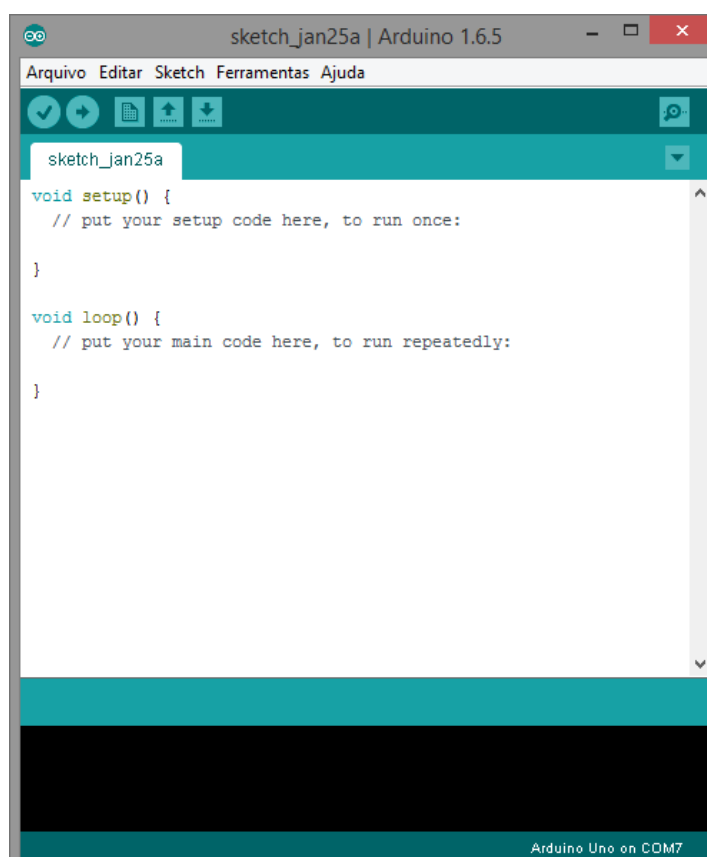 sketch_jan25a | Arduino 1.6.5
Arquivo Editar Sketch Ferramentas Ajuda
sketch_jan25a
void setup() {
  // put your setup code here, to run once:
}
void loop() {
  // put your main code here, to run repeatedly:
}
Arduino Uno on COM7